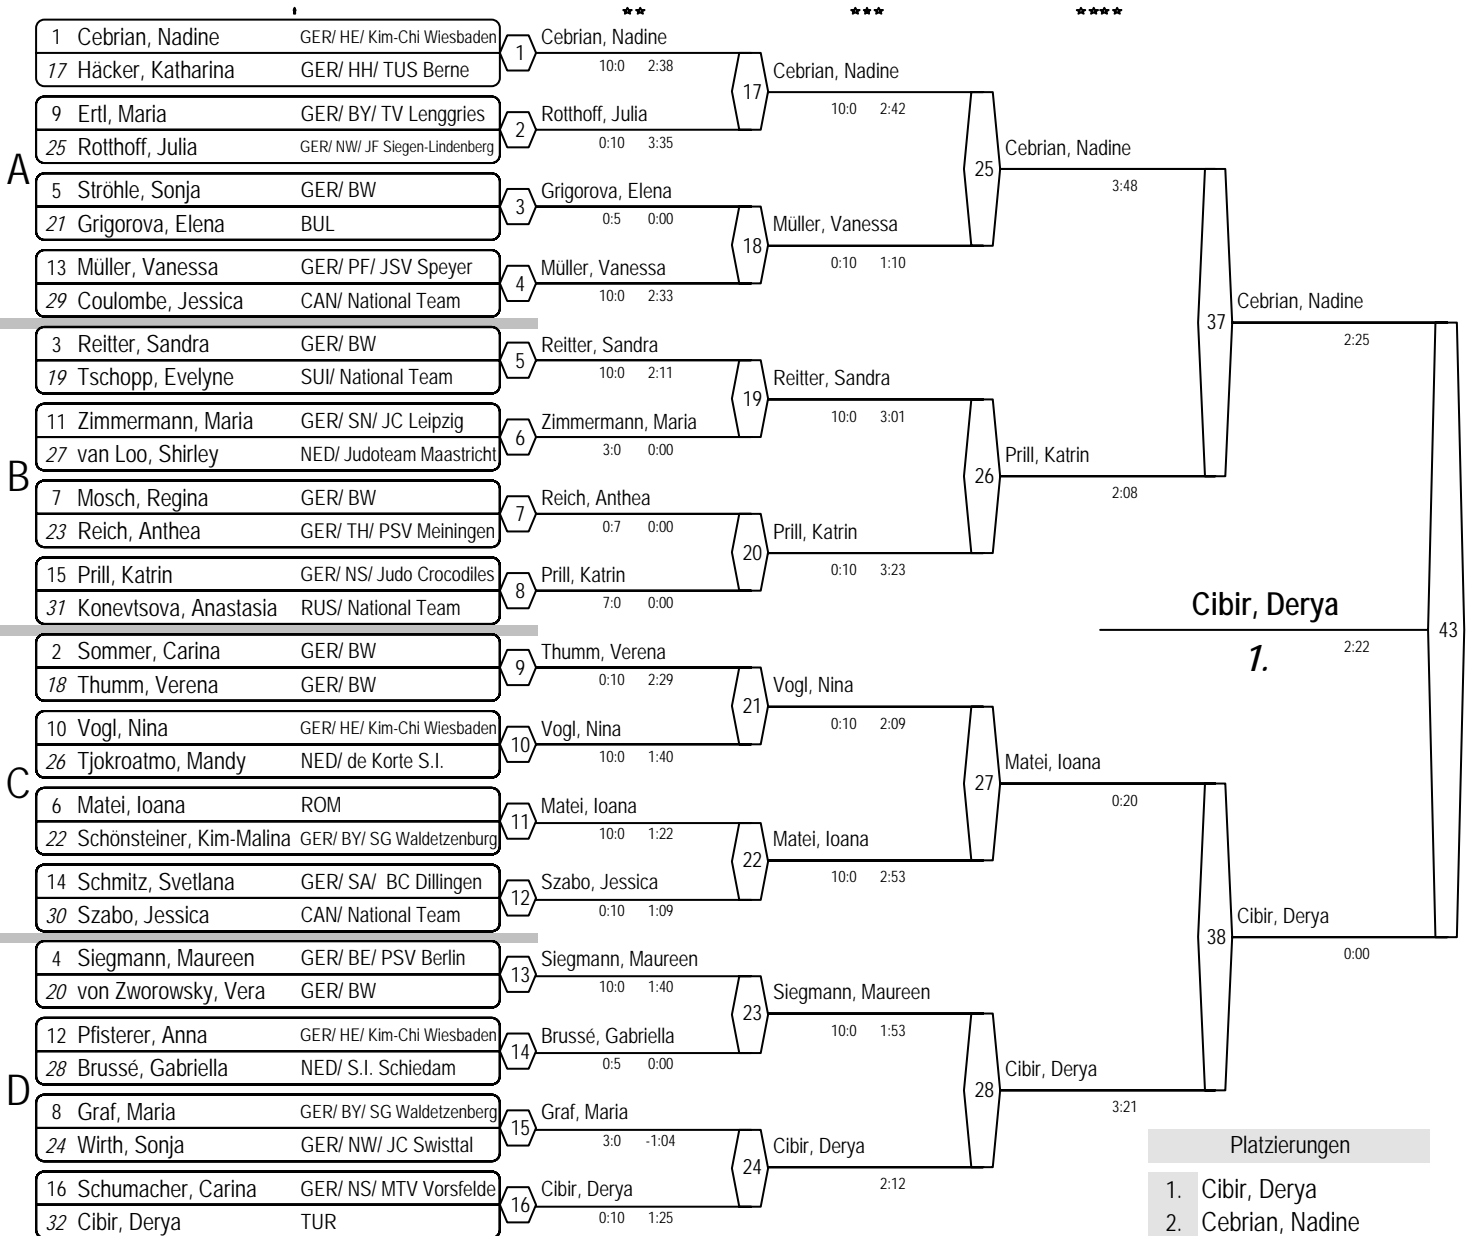 A
1 Cebrian, Nadine GER/ HE/ Kim-Chi Wiesbaden
17 Häcker, Katharina GER/ HH/ TUS Berne
9 Ertl, Maria GER/ BY/ TV Lenggries
25 Rotthoff, Julia GER/ NW/ JF Siegen-Lindenberg
5 Ströhle, Sonja GER/ BW
21 Grigorova, Elena BUL
13 Müller, Vanessa GER/ PF/ JSV Speyer
29 Coulombe, Jessica CAN/ National Team
B
3 Reitter, Sandra GER/ BW
19 Tschopp, Evelyne SUI/ National Team
11 Zimmermann, Maria GER/ SN/ JC Leipzig
27 van Loo, Shirley NED/ Judoteam Maastricht
7 Mosch, Regina GER/ BW
23 Reich, Anthea GER/ TH/ PSV Meiningen
15 Prill, Katrin GER/ NS/ Judo Crocodiles
31 Konevtsova, Anastasia RUS/ National Team
C
2 Sommer, Carina GER/ BW
18 Thumm, Verena GER/ BW
10 Vogl, Nina GER/ HE/ Kim-Chi Wiesbaden
26 Tjokroatmo, Mandy NED/ de Korte S.I.
6 Matei, Ioana ROM
22 Schönsteiner, Kim-Malina GER/ BY/ SG Waldetzenburg
14 Schmitz, Svetlana GER/ SA/ BC Dillingen
30 Szabo, Jessica CAN/ National Team
D
4 Siegmann, Maureen GER/ BE/ PSV Berlin
20 von Zworowsky, Vera GER/ BW
12 Pfisterer, Anna GER/ HE/ Kim-Chi Wiesbaden
28 Brussé, Gabriella NED/ S.I. Schiedam
8 Graf, Maria GER/ BY/ SG Waldetzenberg
24 Wirth, Sonja GER/ NW/ JC Swisttal
16 Schumacher, Carina GER/ NS/ MTV Vorsfelde
32 Cibir, Derya TUR
1 Cebrian, Nadine
10:0 2:38
2 Rotthoff, Julia
0:10 3:35
3 Grigorova, Elena
0:5 0:00
4 Müller, Vanessa
10:0 2:33
5 Reitter, Sandra
10:0 2:11
6 Zimmermann, Maria
3:0 0:00
7 Reich, Anthea
0:7 0:00
8 Prill, Katrin
7:0 0:00
9 Thumm, Verena
0:10 2:29
10 Vogl, Nina
10:0 1:40
11 Matei, Ioana
10:0 1:22
12 Szabo, Jessica
0:10 1:09
13 Siegmann, Maureen
10:0 1:40
14 Brussé, Gabriella
0:5 0:00
15 Graf, Maria
3:0 -1:04
16 Cibir, Derya
0:10 1:25
17 Cebrian, Nadine
10:0 2:42
18 Müller, Vanessa
0:10 1:10
19 Reitter, Sandra
10:0 3:01
20 Prill, Katrin
0:10 3:23
21 Vogl, Nina
0:10 2:09
22 Matei, Ioana
10:0 2:53
23 Siegmann, Maureen
10:0 1:53
24 Cibir, Derya
2:12
25 Cebrian, Nadine
3:48
26 Prill, Katrin
2:08
27 Matei, Ioana
0:20
28 Cibir, Derya
3:21
37 Cebrian, Nadine
2:25
38 Cibir, Derya
0:00
43 Cibir, Derya
1. 2:22
Platzierungen
1. Cibir, Derya
2. Cebrian, Nadine